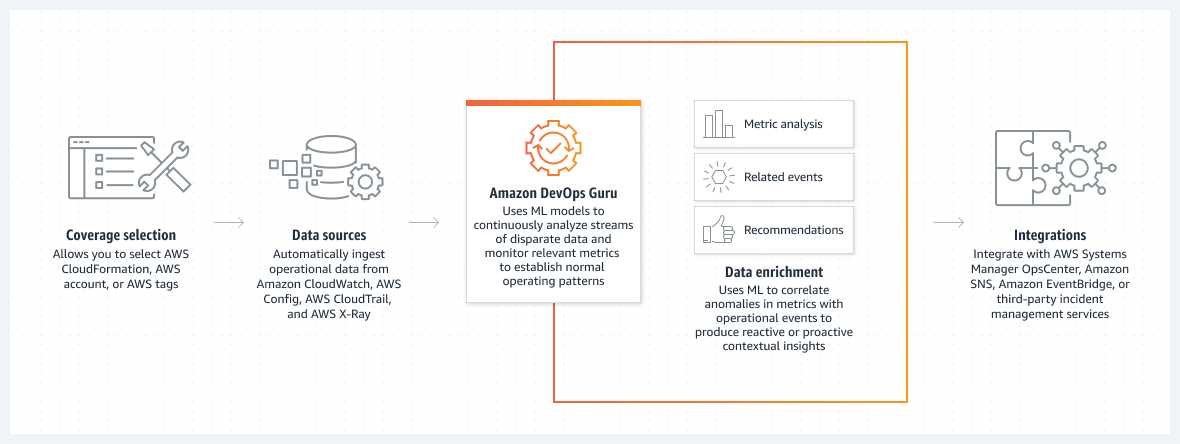 Coverage selection
Allows you to select AWS
CloudFormation, AWS
account, or AWS tags
Data sources
Automatically ingest
operational data from
Amazon CloudWatch, AWS
Config, AWS CloudTrail,
and AWS X-Ray
Amazon DevOps Guru
Uses ML models to
continuously analyze streams
of disparate data and
monitor relevant metrics
to establish normal
operating patterns
Metric analysis
Related events
Recommendations
Data enrichment
Uses ML to correlate
anomalies in metrics with
operational events to
produce reactive or proactive
contextual insights
Integrations
Integrate with AWS Systems
Manager OpsCenter, Amazon
SNS, Amazon EventBridge, or
third-party incident
management services